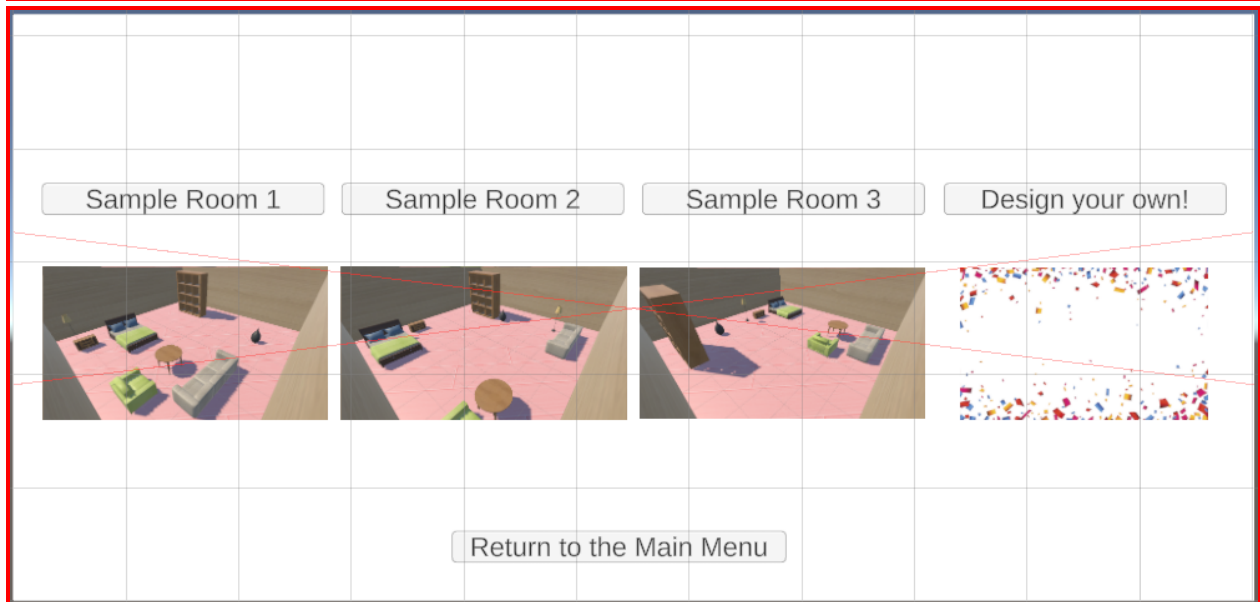 Sample Room 1
Sample Room 2
Sample Room 3
Design your own!
Return to the Main Menu